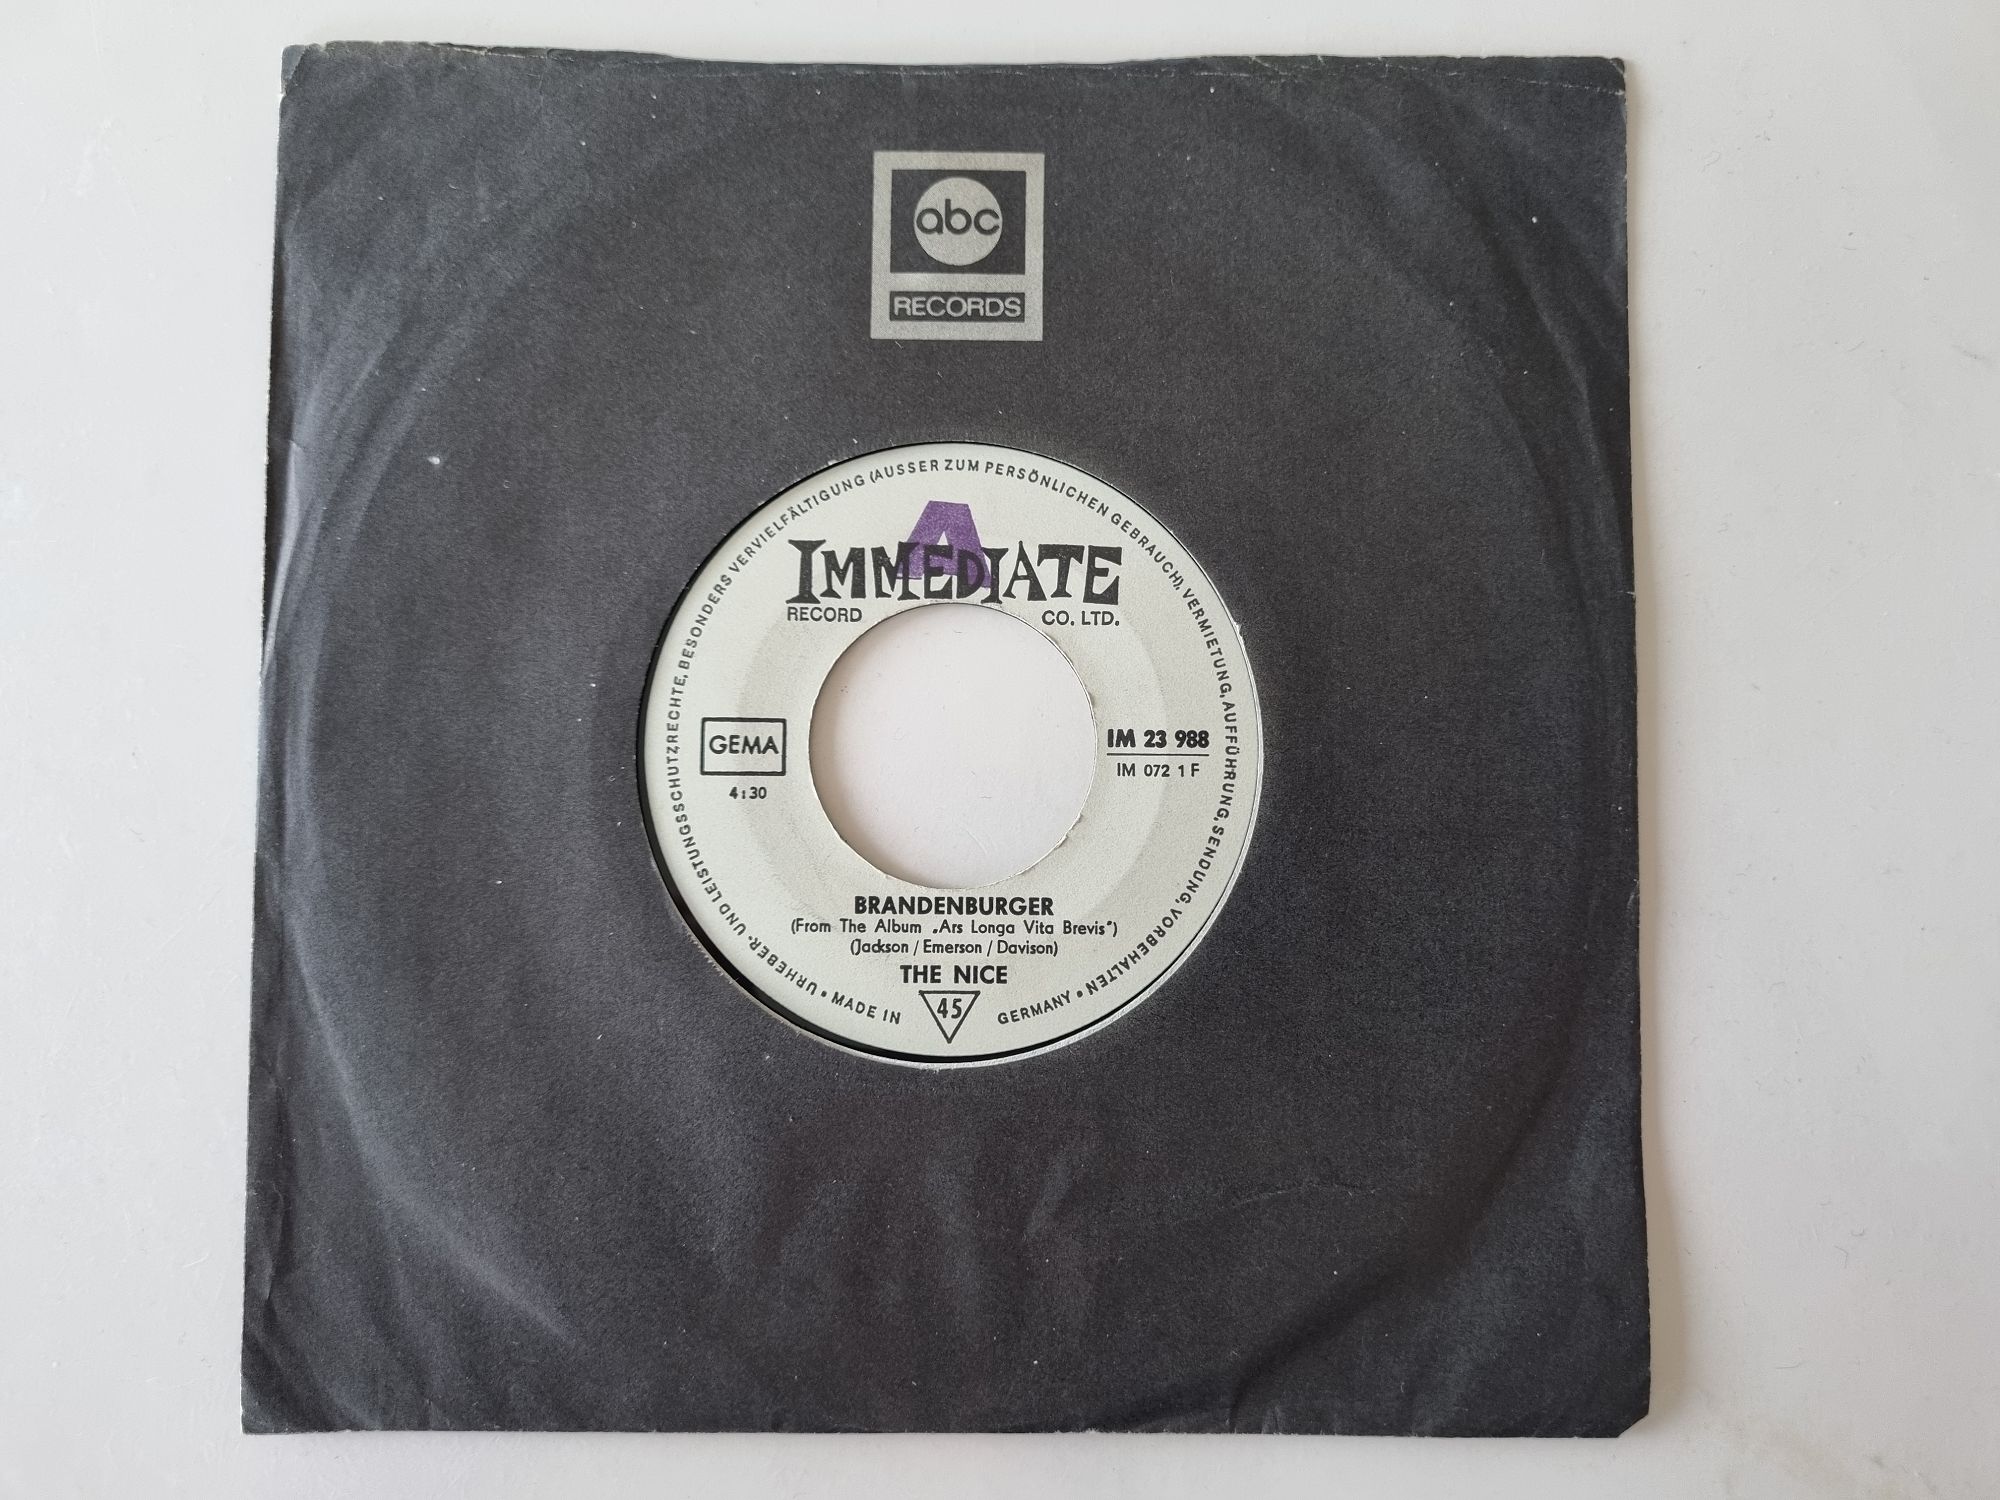 abc
RECORDS
A
IMMEDIATE
RECORD CO. LTD.
GEMA
4:30
IM 23 988
IM 072 1 F
BRANDENBURGER
(From The Album „Ars Longa Vita Brevis")
(Jackson / Emerson / Davison)
THE NICE
45
URHEBER- UND LEISTUNGSSCHUTZRECHTE, BESONDERS VERVIELFÄLTIGUNG (AUSSER ZUM PERSÖNLICHEN GEBRAUCH), VERMIETUNG, AUFFÜHRUNG, SENDUNG, VORBEHALTEN •
MADE IN GERMANY •